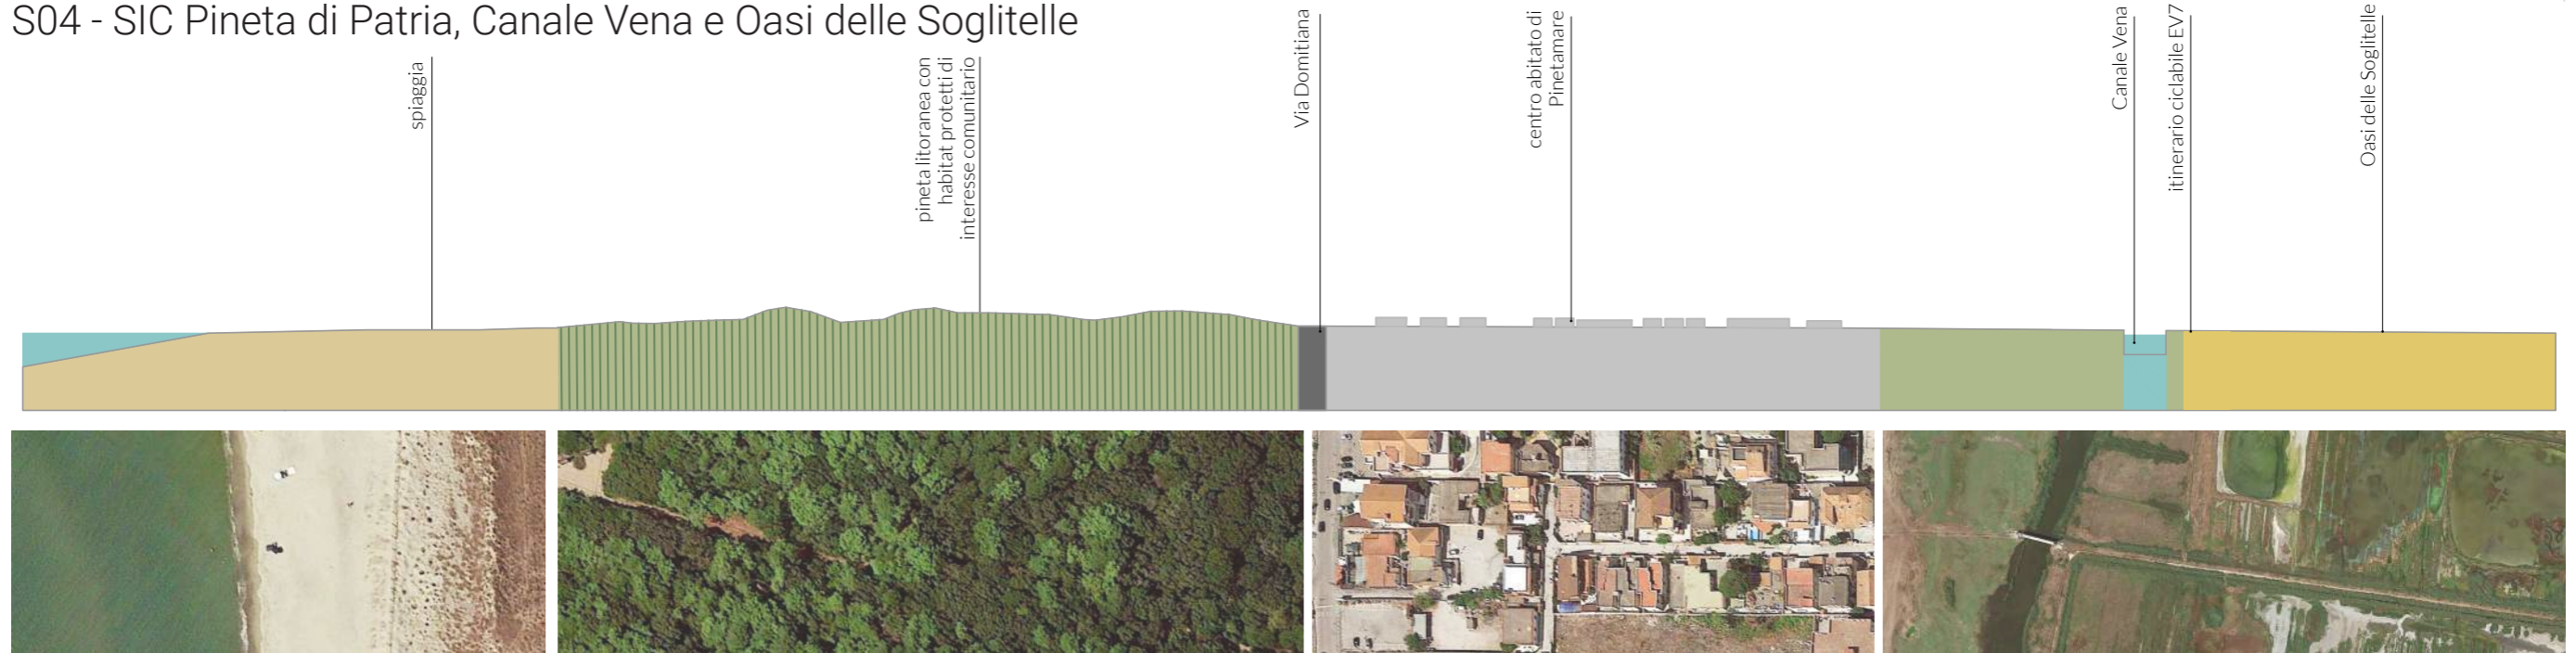 S04 - SIC Pineta di Patria, Canale Vena e Oasi delle Soglitelle
spiaggia
pineta litoranea con
habitat protetti di
interesse comunitario
Via Domitiana
centro abitato di
Pinetamare
Canale Vena
itinerario ciclabile EV7
Oasi delle Soglitelle